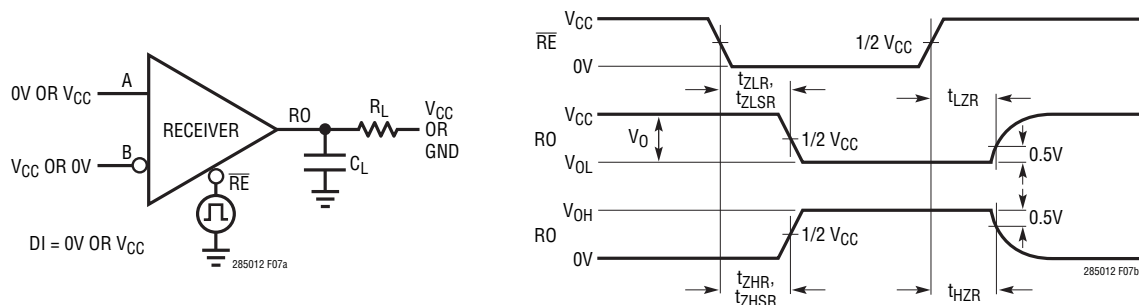 0V OR VCC
A
VCC OR 0V
B
RECEIVER
RO
RL
VCC
OR
GND
CL
RE
DI = 0V OR VCC
285012 F07a
VCC
RE
0V
1/2 VCC
tZLR,
tZLSR
tLZR
VCC
RO
VO
VOL
1/2 VCC
0.5V
VOH
RO
0V
1/2 VCC
0.5V
tZHR,
tZHSR
tHZR
285012 F07b